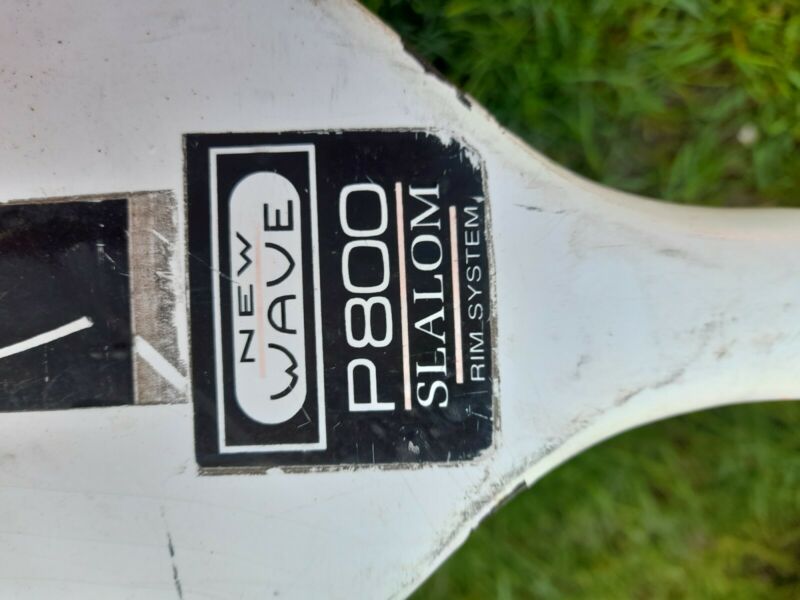 NEW
WAVE
P800
SLALOM
RIM SYSTEM